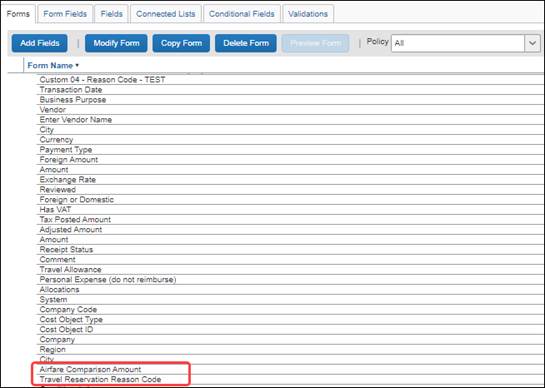 Forms Form Fields Fields Connected Lists Conditional Fields Validations
Add Fields | Modify Form Copy Form Delete Form Preview Form | Policy All
Form Name
Custom 04 - Reason Code - TEST
Transaction Date
Business Purpose
Vendor
Enter Vendor Name
City
Currency
Payment Type
Foreign Amount
Amount
Exchange Rate
Reviewed
Foreign or Domestic
Has VAT
Tax Posted Amount
Adjusted Amount
Amount
Receipt Status
Comment
Travel Allowance
Personal Expense (do not reimburse)
Allocations
System
Company Code
Cost Object Type
Cost Object ID
Company
Region
City
Airfare Comparison Amount
Travel Reservation Reason Code